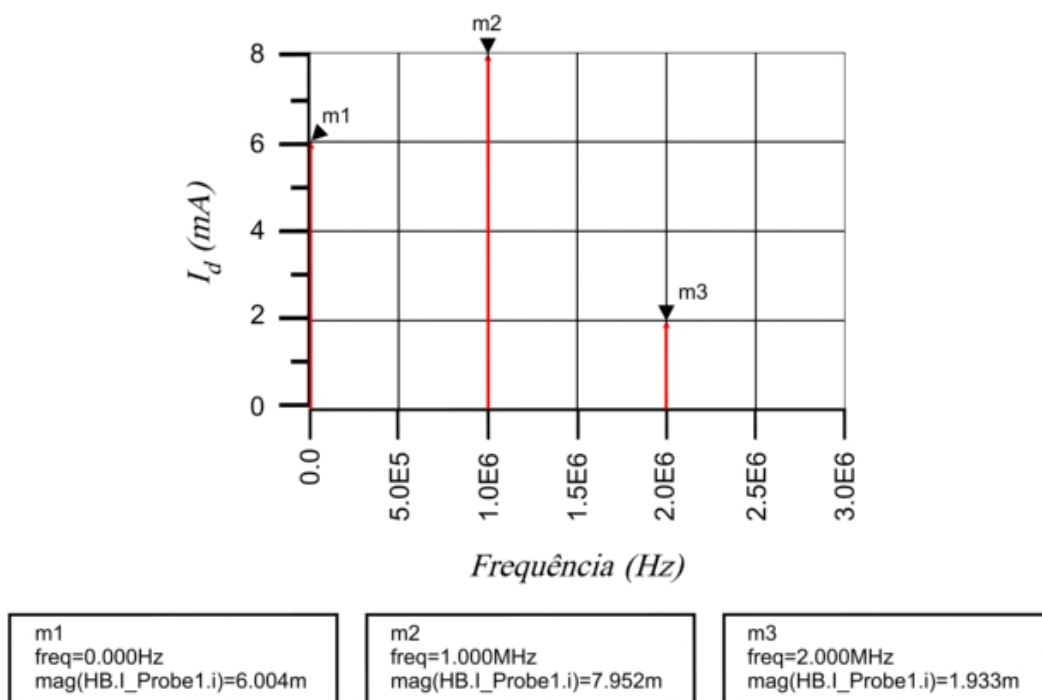 m2
8
m1
6
4
I_d (mA)
m3
2
0
0.0
5.0E5
1.0E6
1.5E6
2.0E6
2.5E6
3.0E6
Frequência (Hz)
m1
freq=0.000Hz
mag(HB.I_Probe1.i)=6.004m
m2
freq=1.000MHz
mag(HB.I_Probe1.i)=7.952m
m3
freq=2.000MHz
mag(HB.I_Probe1.i)=1.933m